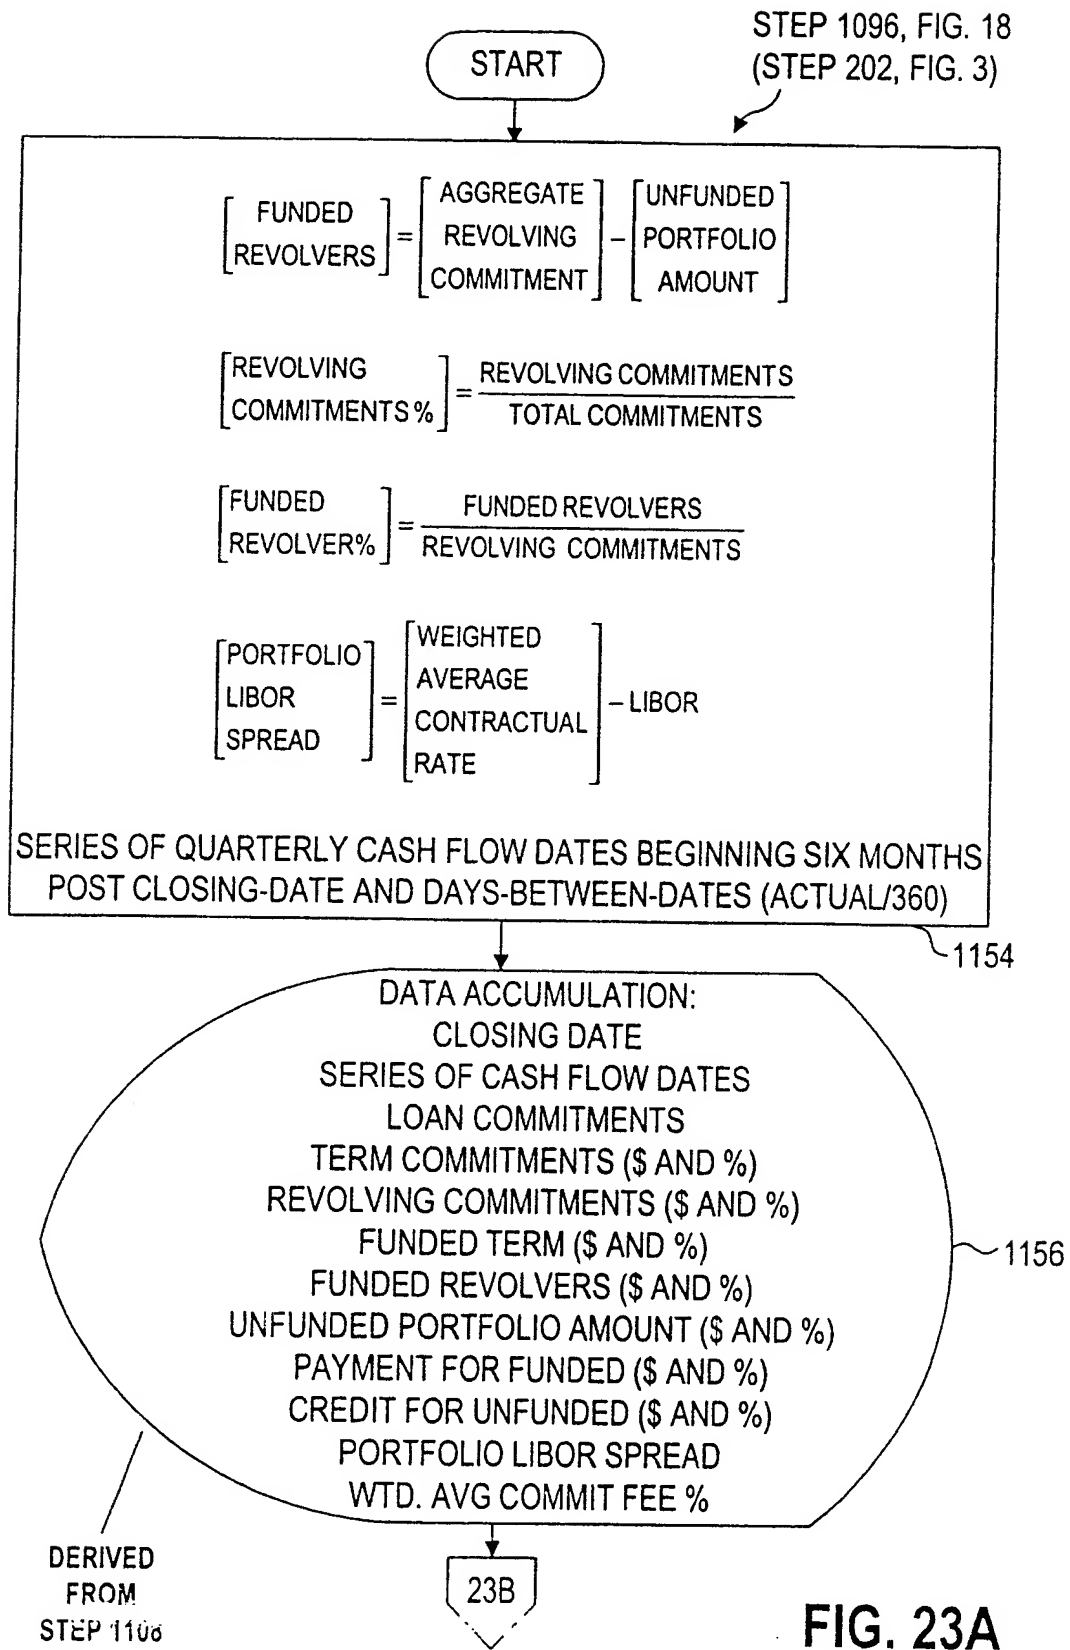 STEP 1096, FIG. 18
(STEP 202, FIG. 3)
START
[FUNDED REVOLVERS] = [AGGREGATE REVOLVING COMMITMENT] – [UNFUNDED PORTFOLIO AMOUNT]
[REVOLVING COMMITMENTS %] = REVOLVING COMMITMENTS / TOTAL COMMITMENTS
[FUNDED REVOLVER%] = FUNDED REVOLVERS / REVOLVING COMMITMENTS
[PORTFOLIO LIBOR SPREAD] = [WEIGHTED AVERAGE CONTRACTUAL RATE] – LIBOR
SERIES OF QUARTERLY CASH FLOW DATES BEGINNING SIX MONTHS
POST CLOSING-DATE AND DAYS-BETWEEN-DATES (ACTUAL/360)
1154
DATA ACCUMULATION:
CLOSING DATE
SERIES OF CASH FLOW DATES
LOAN COMMITMENTS
TERM COMMITMENTS ($ AND %)
REVOLVING COMMITMENTS ($ AND %)
FUNDED TERM ($ AND %)
FUNDED REVOLVERS ($ AND %)
UNFUNDED PORTFOLIO AMOUNT ($ AND %)
PAYMENT FOR FUNDED ($ AND %)
CREDIT FOR UNFUNDED ($ AND %)
PORTFOLIO LIBOR SPREAD
WTD. AVG COMMIT FEE %
1156
DERIVED
FROM
STEP
23B
FIG. 23A